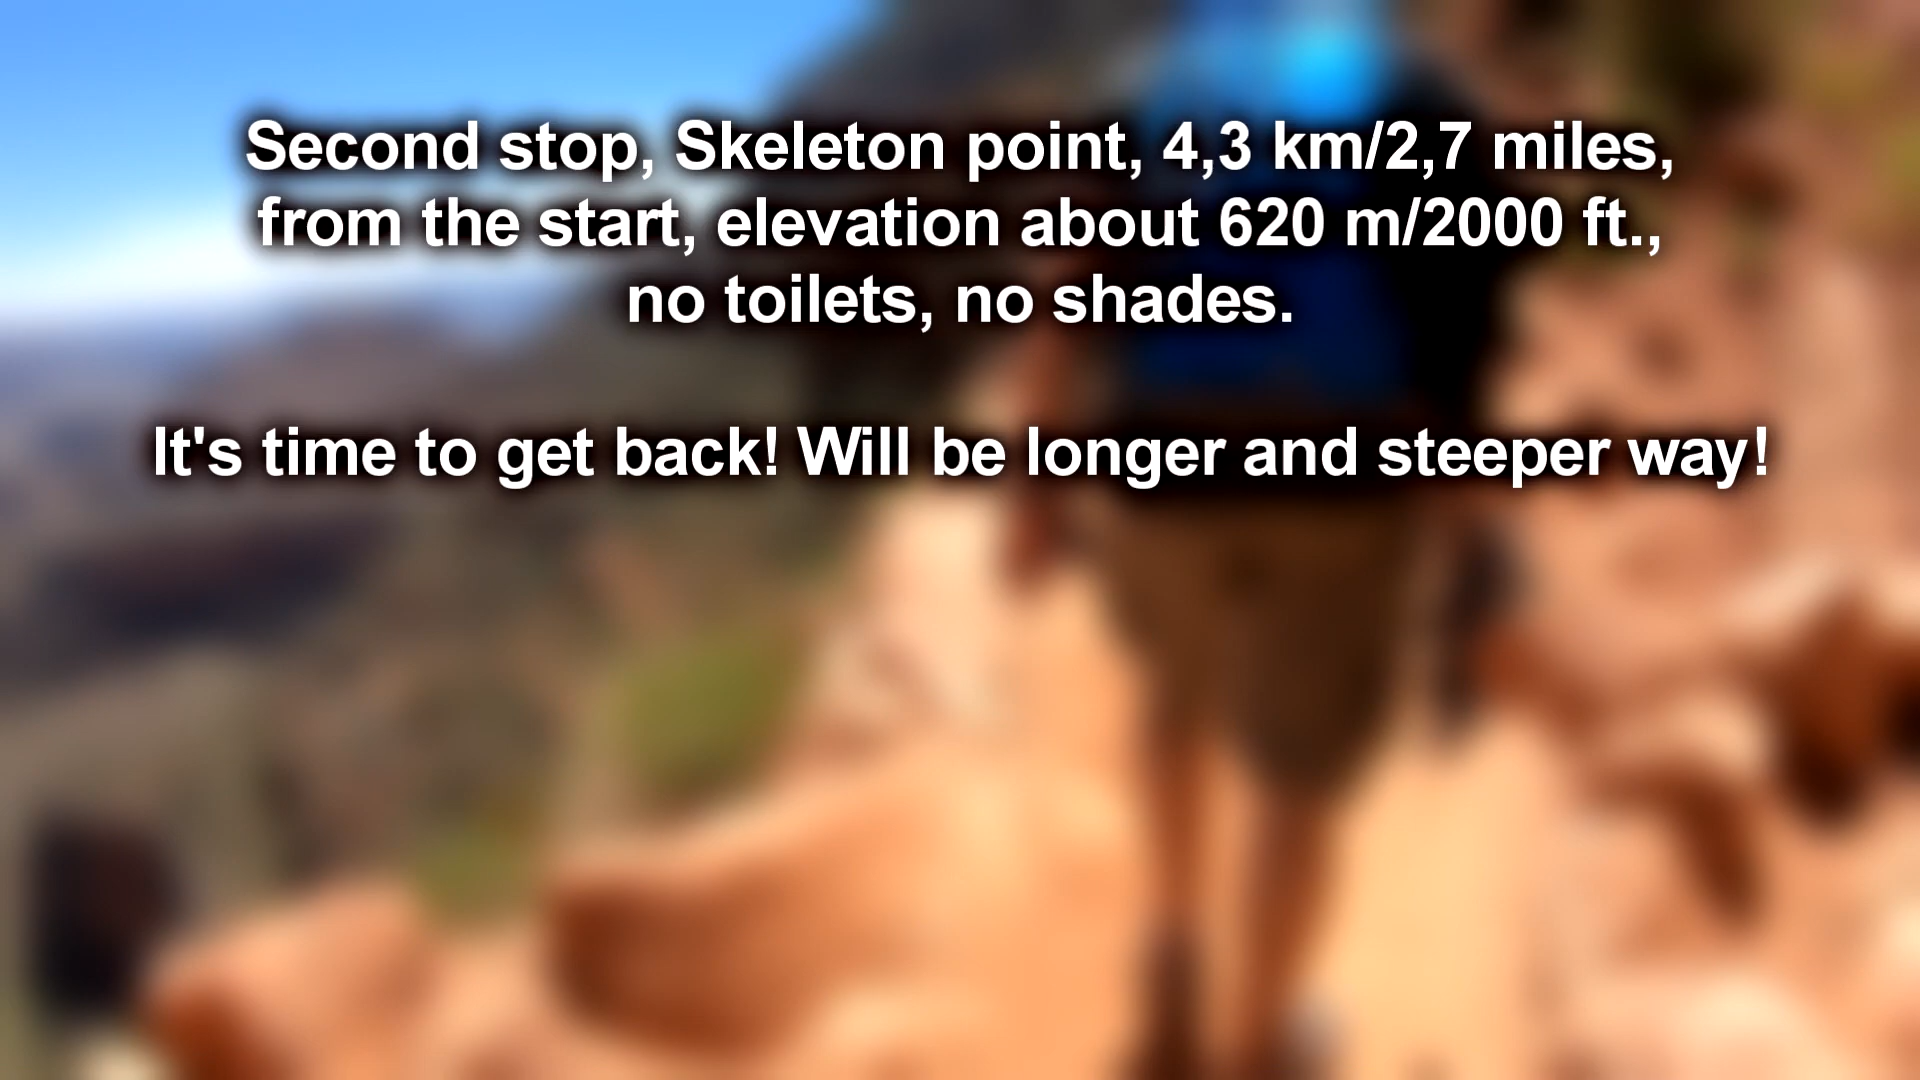 Second stop, Skeleton point, 4,3 km/2,7 miles,
from the start, elevation about 620 m/2000 ft.,
no toilets, no shades.
It's time to get back! Will be longer and steeper way!